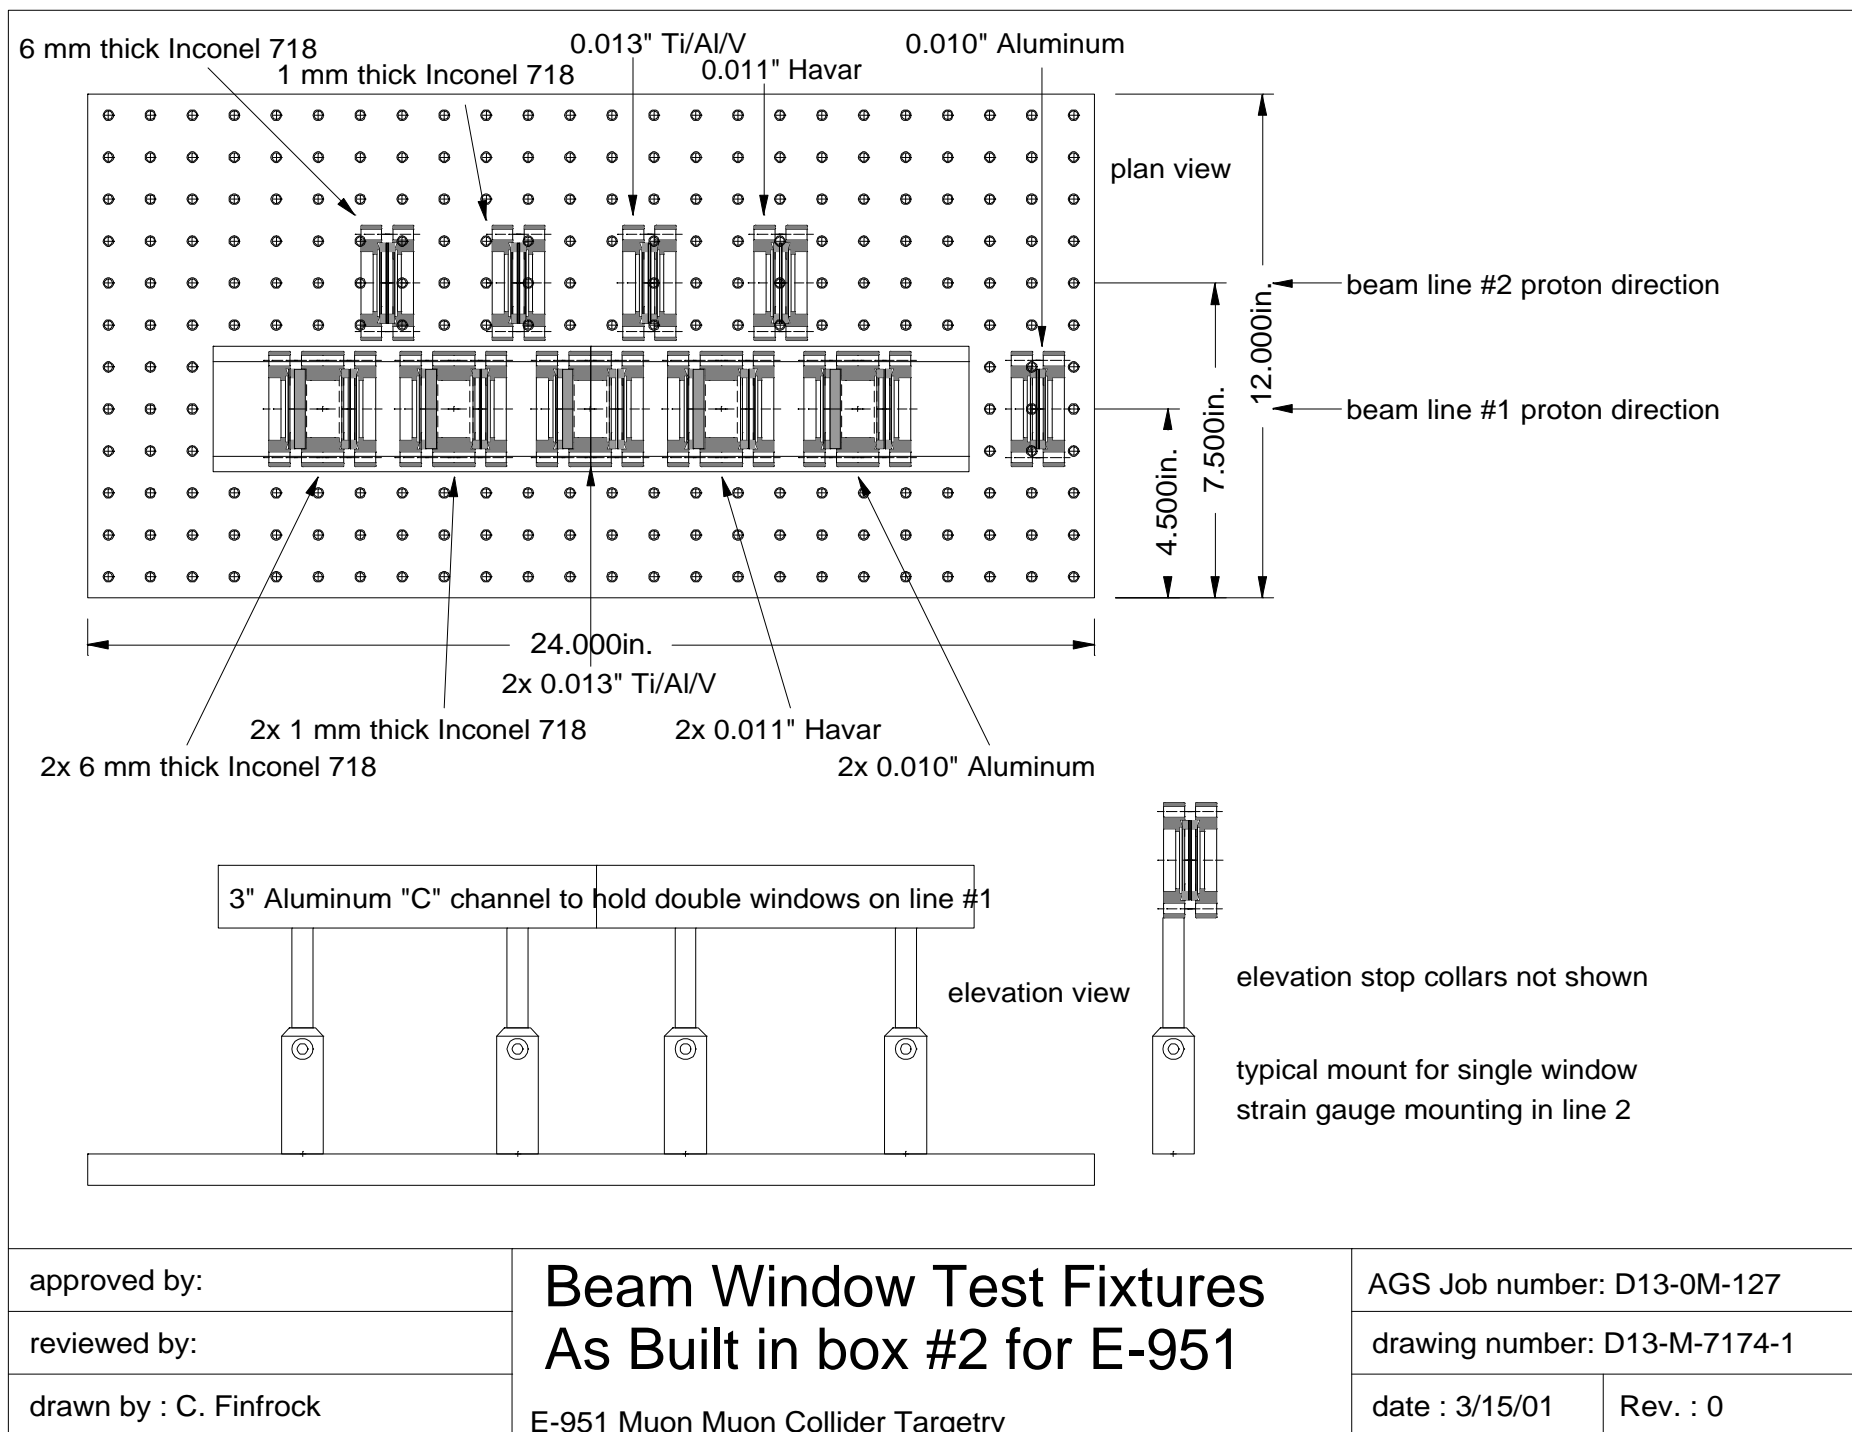 6 mm thick Inconel 718
1 mm thick Inconel 718
0.013" Ti/Al/V
0.011" Havar
0.010" Aluminum
plan view
beam line #2 proton direction
beam line #1 proton direction
12.000in.
7.500in.
4.500in.
24.000in.
2x 0.013" Ti/Al/V
2x 1 mm thick Inconel 718
2x 0.011" Havar
2x 6 mm thick Inconel 718
2x 0.010" Aluminum
3" Aluminum "C" channel to hold double windows on line #1
elevation view
elevation stop collars not shown
typical mount for single window
strain gauge mounting in line 2
approved by:
reviewed by:
drawn by : C. Finfrock
Beam Window Test Fixtures
As Built in box #2 for E-951
E-951 Muon Muon Collider Targetry
AGS Job number: D13-0M-127
drawing number: D13-M-7174-1
date : 3/15/01
Rev. : 0